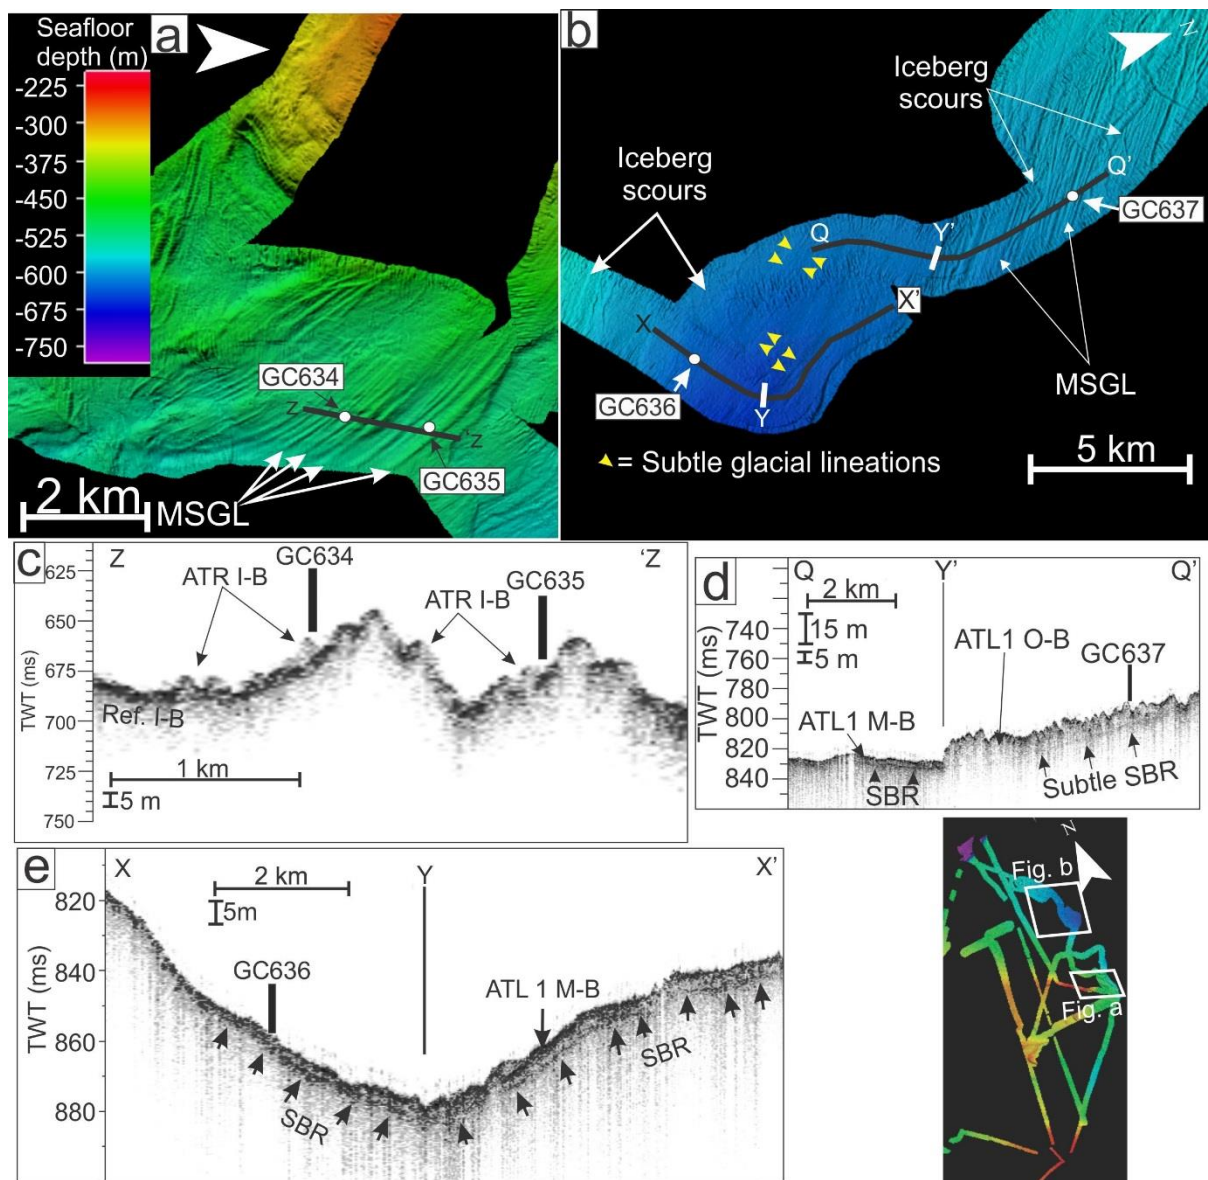 Seafloor
depth (m)
a
-225
-300
-375
-450
-525
-600
-675
-750
GC634
Z
'Z
GC635
2 km
MSGL
b
N
Iceberg
scours
Iceberg
scours
Q'
GC637
Q
Y'
X'
X
GC636
Y
MSGL
= Subtle glacial lineations
5 km
c
Z
GC634
'Z
ATR I-B
ATR I-B
GC635
TWT (ms)
625
650
675
700
725
750
Ref. I-B
1 km
5 m
d
Q
Y'
Q'
2 km
15 m
5 m
TWT (ms)
740
760
780
800
820
840
ATL1 O-B
GC637
ATL1 M-B
SBR
Subtle SBR
e
X
Y
X'
2 km
5m
TWT (ms)
820
840
860
880
GC636
ATL 1 M-B
SBR
SBR
N
Fig. b
Fig. a